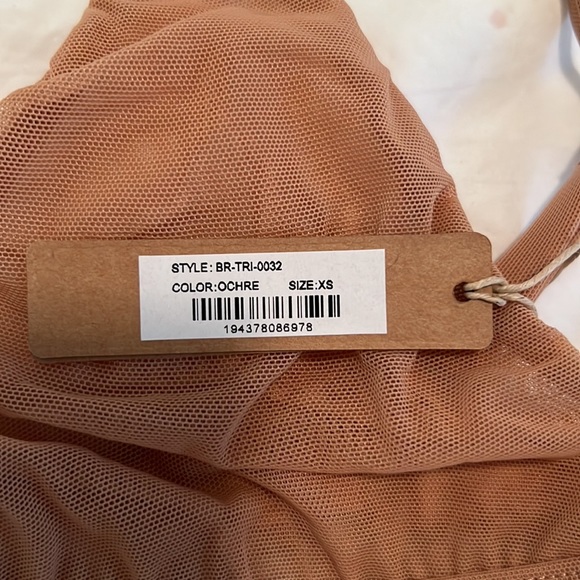 STYLE: BR-TRI-0032
COLOR:OCHRE SIZE:XS
194378086978